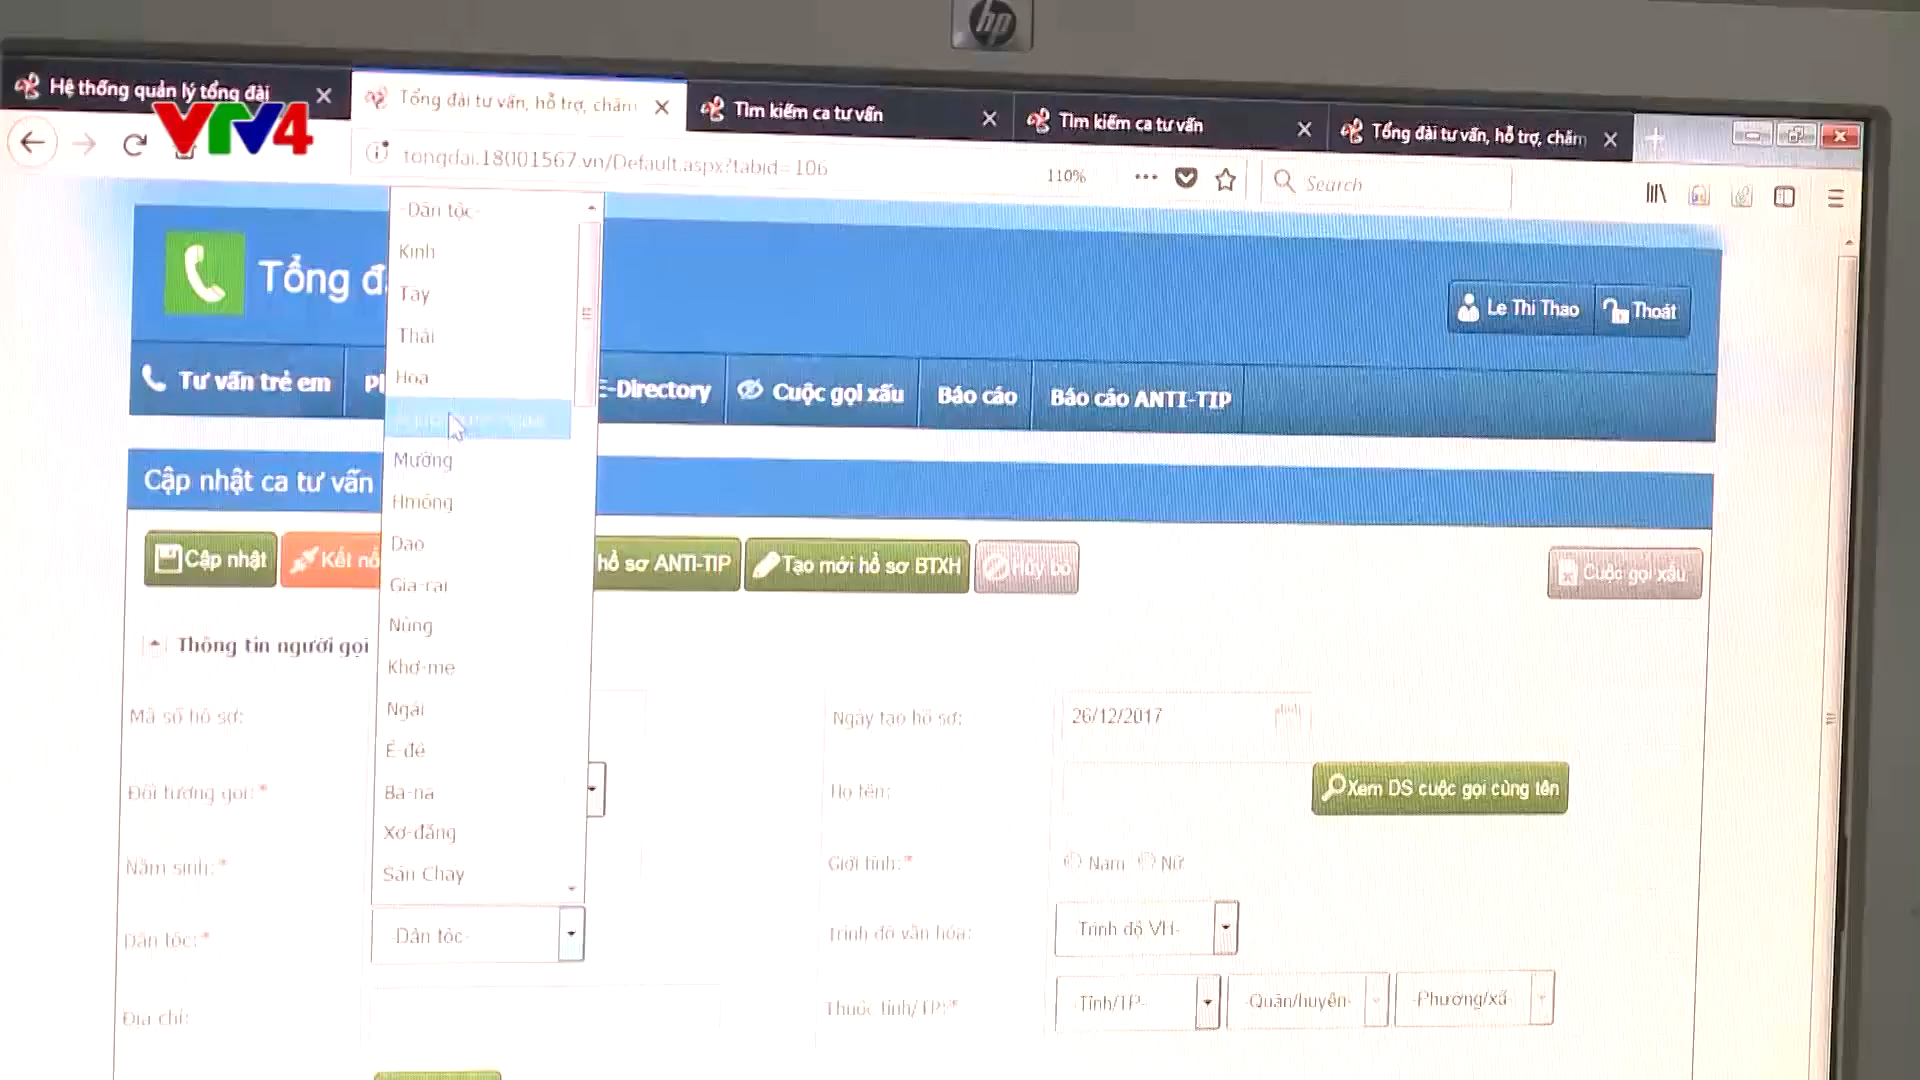 hp
Hệ thống quản lý tổng đài
Tổng đài tư vấn, hỗ trợ, chăm
Tìm kiếm ca tư vấn
Tìm kiếm ca tư vấn
Tổng đài tư vấn, hỗ trợ, chăm
VTV4
tongdai.18001567.vn/Default.aspx?tabid=106
110%
Search
-Dân tộc-
Kinh
Tày
Thái
Hoa
Mường
Hmông
Dao
Gia-rai
Nùng
Khơ-me
Ngái
Ê-đê
Ba-na
Xơ-đăng
Sán Chay
Tổng
Le Thi Thao
Thoát
Tư vấn trẻ em
E-Directory
Cuộc gọi xấu
Báo cáo
Báo cáo ANTI-TIP
Cập nhật ca tư vấn
Cập nhật
Kết
hồ sơ ANTI-TIP
Tạo mới hồ sơ BTXH
Hủy bỏ
Cuộc gọi xấu
Thông tin người gọi
Mã số hồ sơ:
Ngày tạo hồ sơ:
26/12/2017
Đối tượng gọi:*
Họ tên:
Xem DS cuộc gọi cùng tên
Năm sinh:*
Giới tính:*
Nam
Nữ
Dân tộc:*
-Dân tộc-
Trình độ văn hóa:
-Trình độ VH-
Địa chỉ:
Thuộc tỉnh/TP:*
-Tỉnh/TP-
-Quận/huyện-
-Phường/xã-